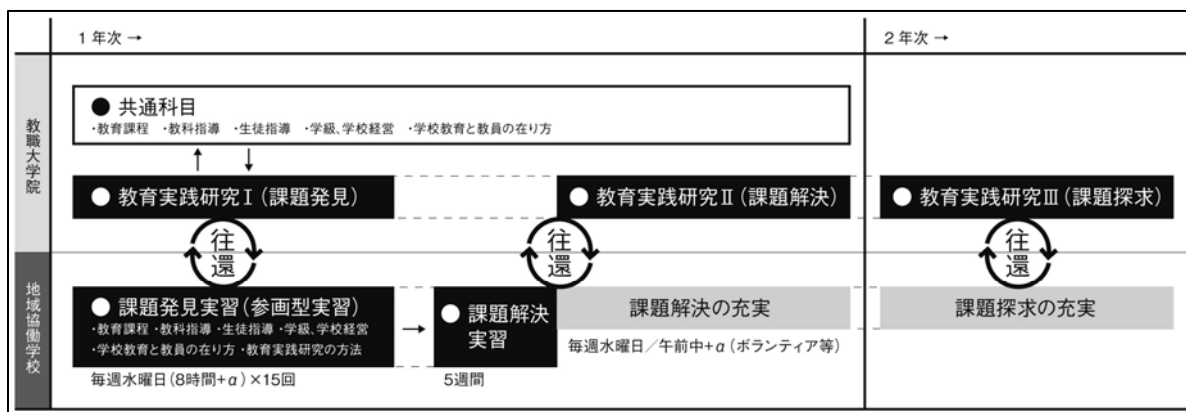 1年次 →
2年次 →
教職大学院
● 共通科目
・教育課程 ・教科指導 ・生徒指導 ・学級、学校経営 ・学校教育と教員の在り方
↑ ↓
● 教育実践研究Ⅰ(課題発見)
● 教育実践研究Ⅱ(課題解決)
● 教育実践研究Ⅲ(課題探求)
往還
往還
往還
地域協働学校
● 課題発見実習(参画型実習)
・教育課程 ・教科指導 ・生徒指導 ・学級、学校経営
・学校教育と教員の在り方 ・教育実践研究の方法
毎週水曜日(8時間+α)×15回
→
● 課題解決
実習
5週間
課題解決の充実
毎週水曜日/午前中+α(ボランティア等)
課題探求の充実